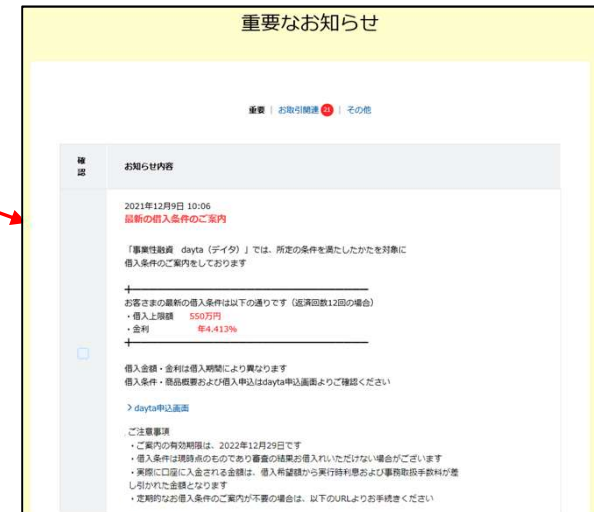 重要なお知らせ
重要 | お取引関連 21 | その他
確認 お知らせ内容
2021年12月9日 10:06
最新の借入条件のご案内
「事業性融資 dayta（デイタ）」では、所定の条件を満たしたかたを対象に
借入条件のご案内をしております
お客さまの最新の借入条件は以下の通りです（返済回数12回の場合）
・借入上限額 550万円
・金利 年4.413%
借入金額・金利は借入期間により異なります
借入条件・商品概要および借入申込はdayta申込画面よりご確認ください
dayta申込画面
ご注意事項
・ご案内の有効期限は、2022年12月29日です
・借入条件は現時点のものであり審査の結果お借入れいただけない場合がございます
・実際に口座に入金される金額は、借入希望額から実行時利息および事務取扱手数料が差
し引かれた金額となります
・定期的なお借入条件のご案内が不要の場合は、以下のURLよりお手続きください